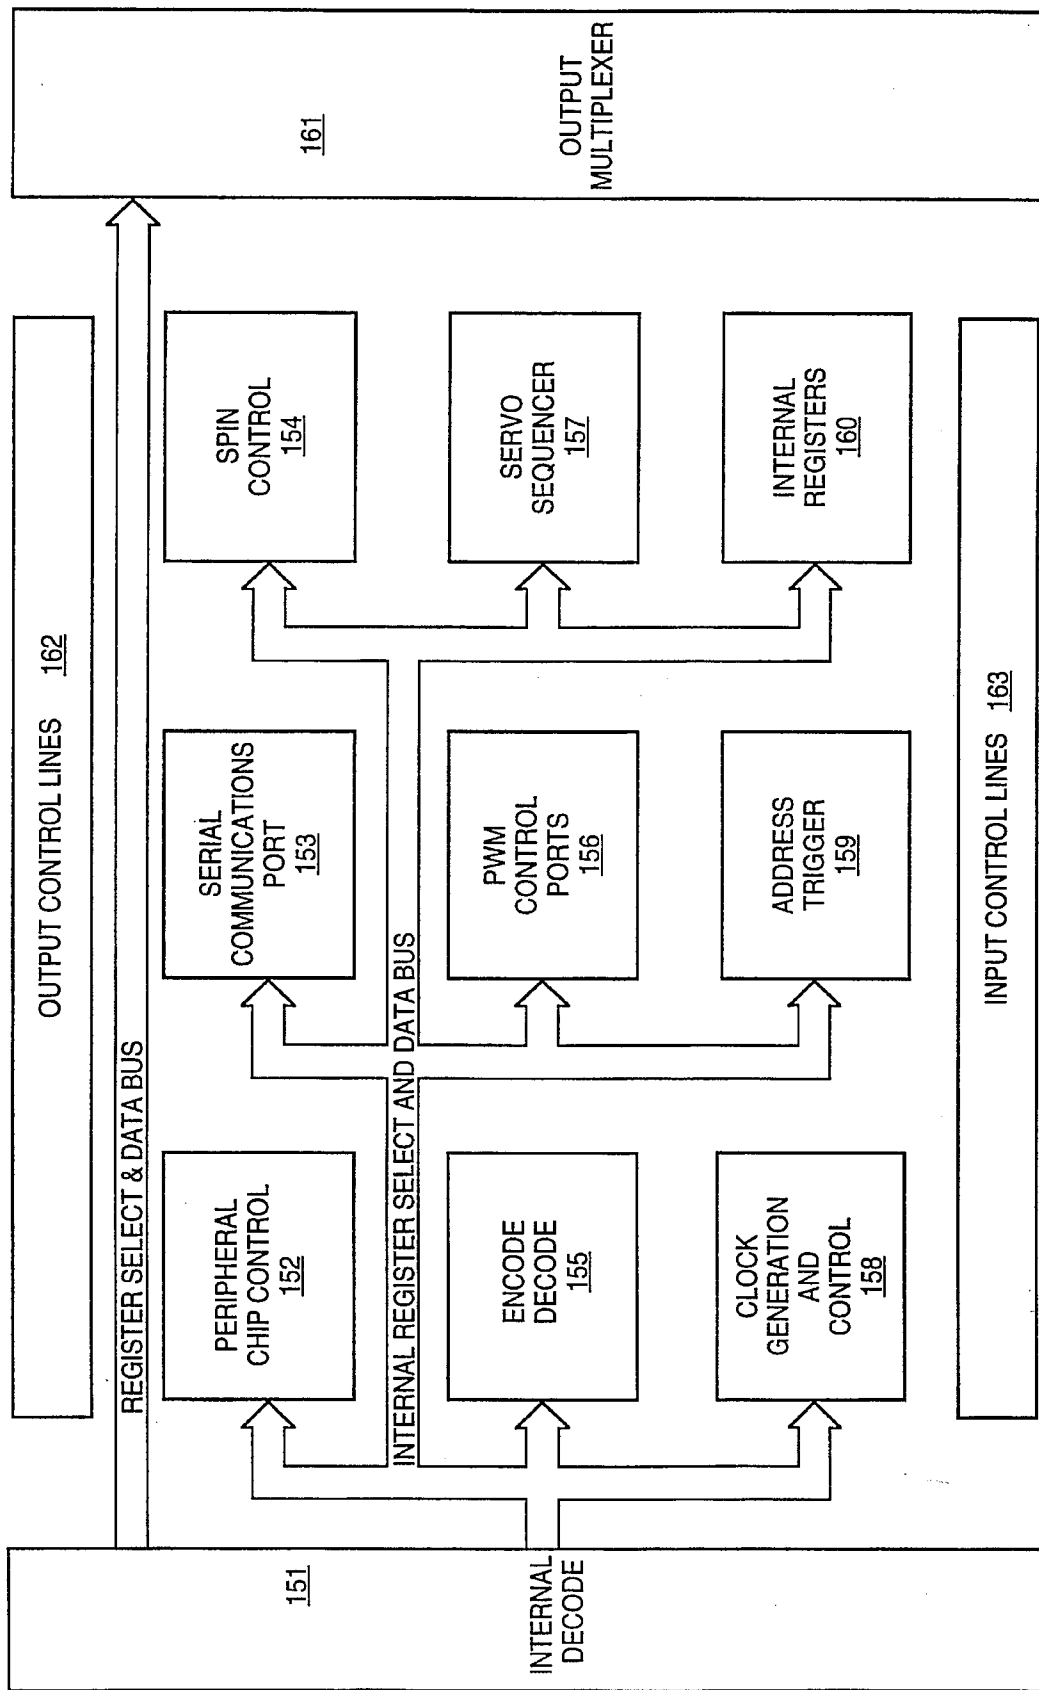 OUTPUT CONTROL LINES 162
REGISTER SELECT & DATA BUS
151
INTERNAL
DECODE
PERIPHERAL
CHIP CONTROL
152
SERIAL
COMMUNICATIONS
PORT
153
SPIN
CONTROL
154
INTERNAL REGISTER SELECT AND DATA BUS
ENCODE
DECODE
155
PWM
CONTROL
PORTS
156
SERVO
SEQUENCER
157
CLOCK
GENERATION
AND
CONTROL
158
ADDRESS
TRIGGER
159
INTERNAL
REGISTERS
160
161
OUTPUT
MULTIPLEXER
INPUT CONTROL LINES 163